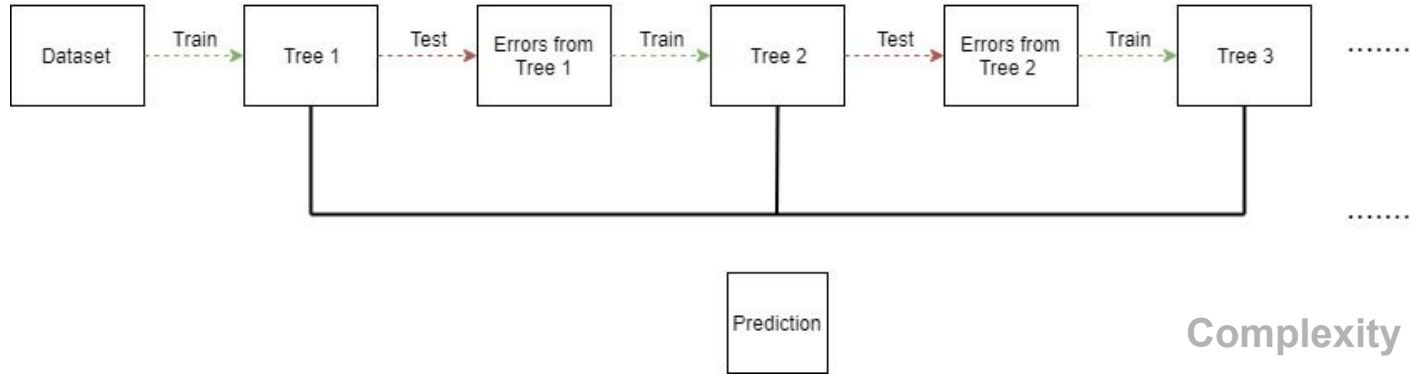 Train
Test
Train
Test
Train
Dataset
Tree 1
Errors from
Tree 1
Tree 2
Errors from
Tree 2
Tree 3
.......
.......
Prediction
Complexity